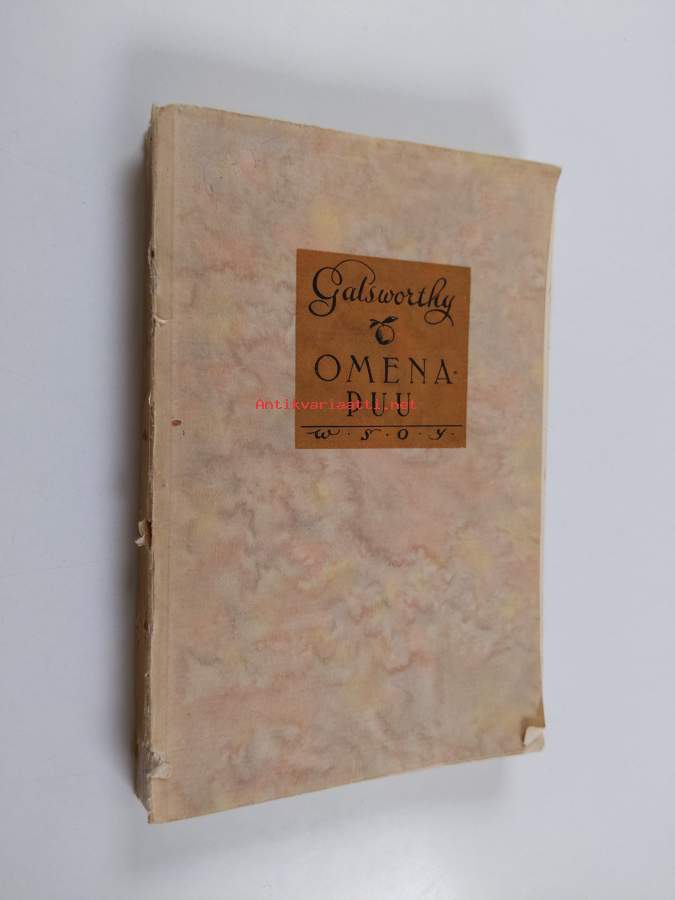 Galsworthy
OMENA-
PUU
Antikvariaatti.net
W.S.O.Y.